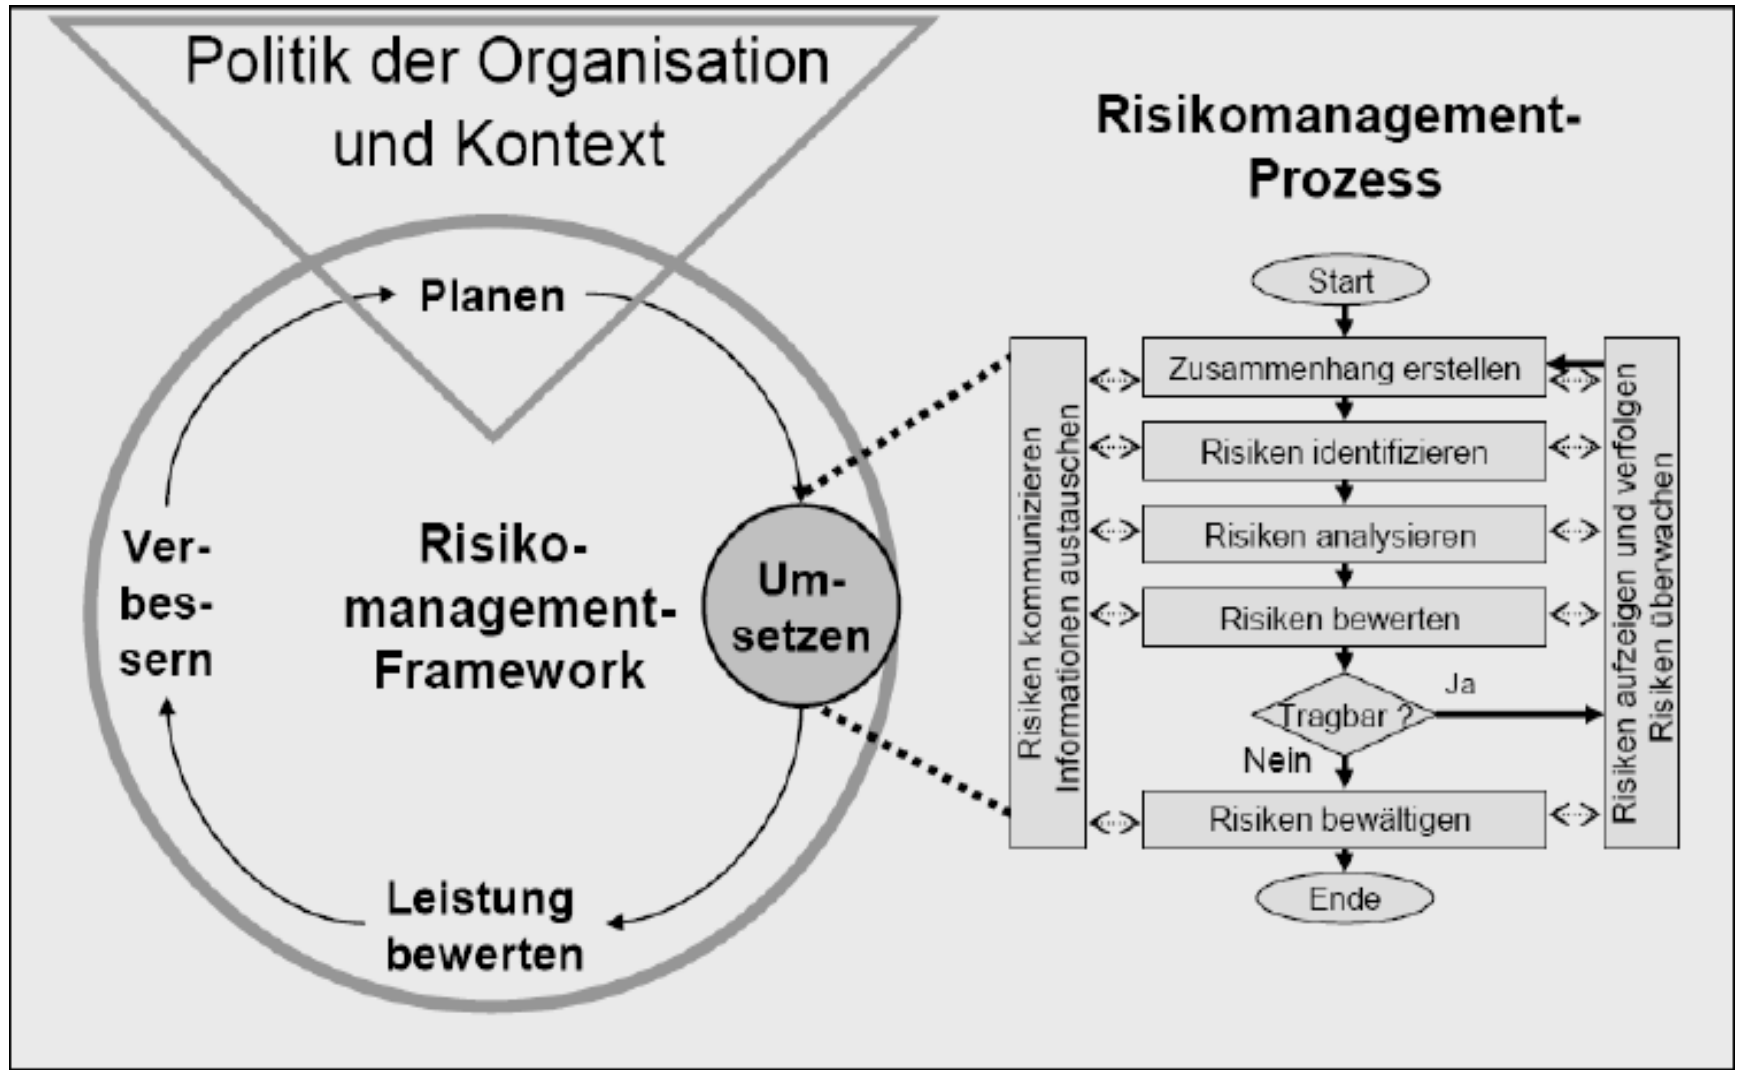 Politik der Organisation
und Kontext
Planen
Ver-
bes-
sern
Risiko-
management-
Framework
Um-
setzen
Leistung
bewerten
Risikomanagement-
Prozess
Start
Risiken kommunizieren
Informationen austauschen
Zusammenhang erstellen
Risiken identifizieren
Risiken analysieren
Risiken bewerten
Tragbar ?
Ja
Nein
Risiken bewältigen
Ende
Risiken aufzeigen und verfolgen
Risiken überwachen